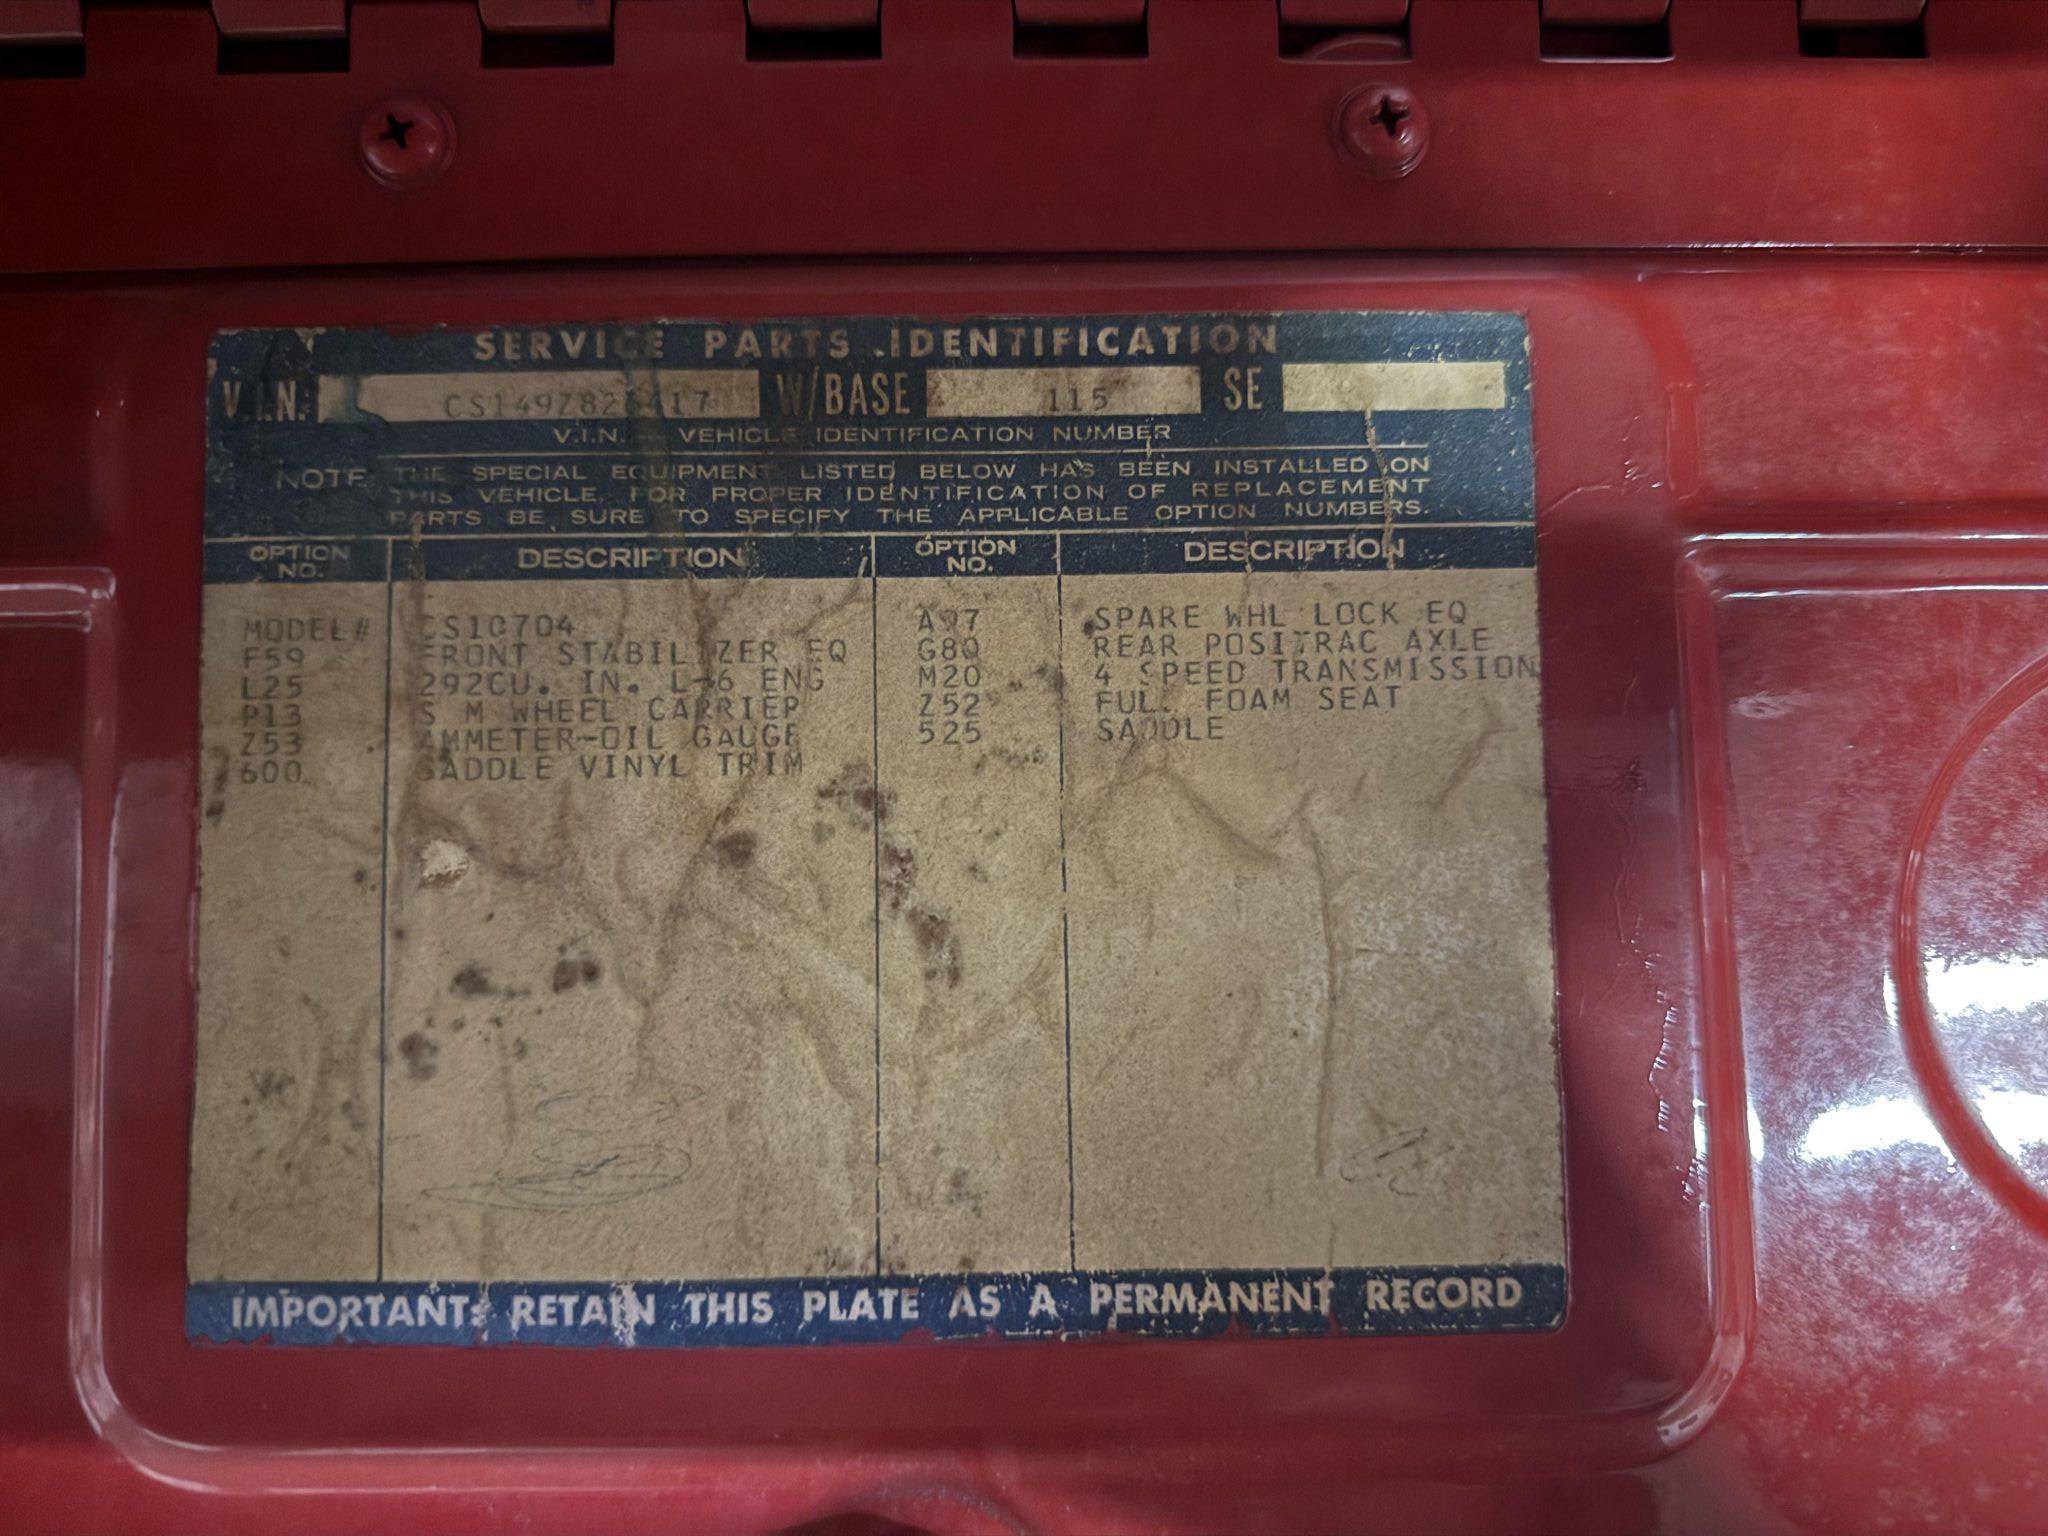 SERVICE PARTS IDENTIFICATION
V.I.N. W/BASE 115 SE
V.I.N. — VEHICLE IDENTIFICATION NUMBER
NOTE THE SPECIAL EQUIPMENT LISTED BELOW HAS BEEN INSTALLED ON
THIS VEHICLE. FOR PROPER IDENTIFICATION OF REPLACEMENT
PARTS BE SURE TO SPECIFY THE APPLICABLE OPTION NUMBERS.
OPTION NO. DESCRIPTION OPTION NO. DESCRIPTION
MODEL# CS10704
F59 FRONT STABILIZER EQ
L25 292CU. IN. L-6 ENG
P13 S M WHEEL CARRIER
Z53 AMMETER-OIL GAUGE
600 SADDLE VINYL TRIM
A97 SPARE WHL LOCK EQ
G80 REAR POSITRAC AXLE
M20 4 SPEED TRANSMISSION
Z52 FULL FOAM SEAT
525 SADDLE
IMPORTANT: RETAIN THIS PLATE AS A PERMANENT RECORD